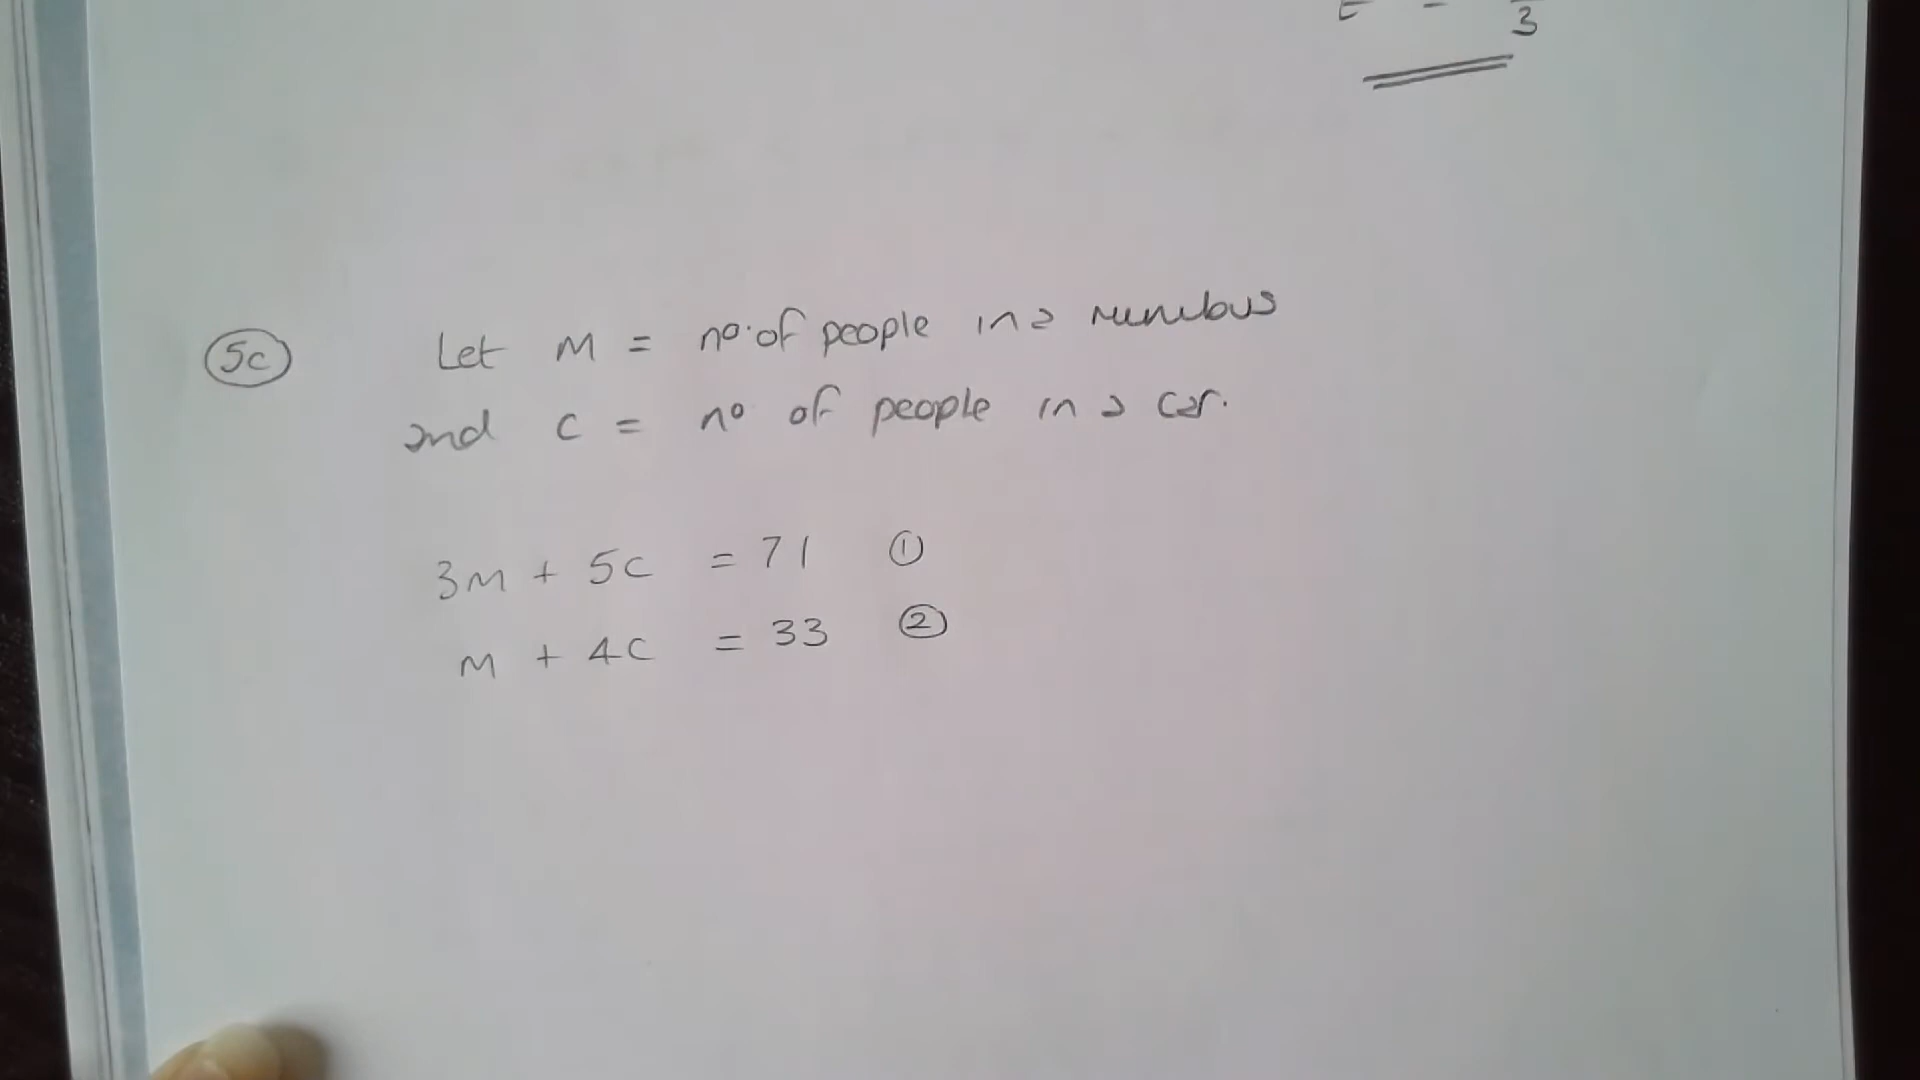 3
5c Let M = no. of people in a minibus
and c = no of people in a car.
3M + 5c = 71 ①
M + 4c = 33 ②